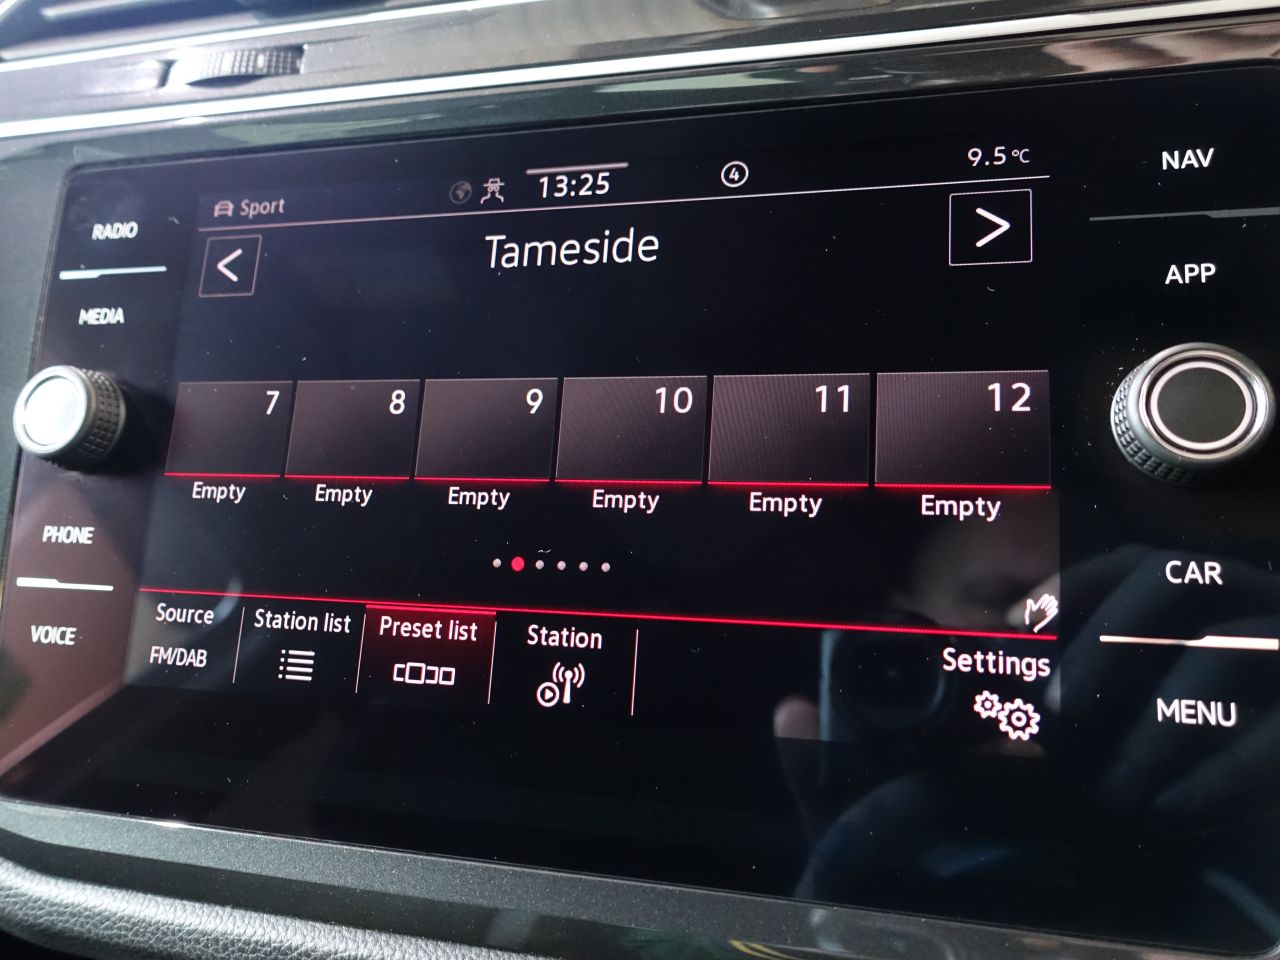 Sport
13:25
4
9.5°C
NAV
RADIO
<
Tameside
>
APP
MEDIA
7
8
9
10
11
12
Empty
Empty
Empty
Empty
Empty
Empty
PHONE
CAR
Source
Station list
Preset list
Station
VOICE
FM/DAB
Settings
MENU